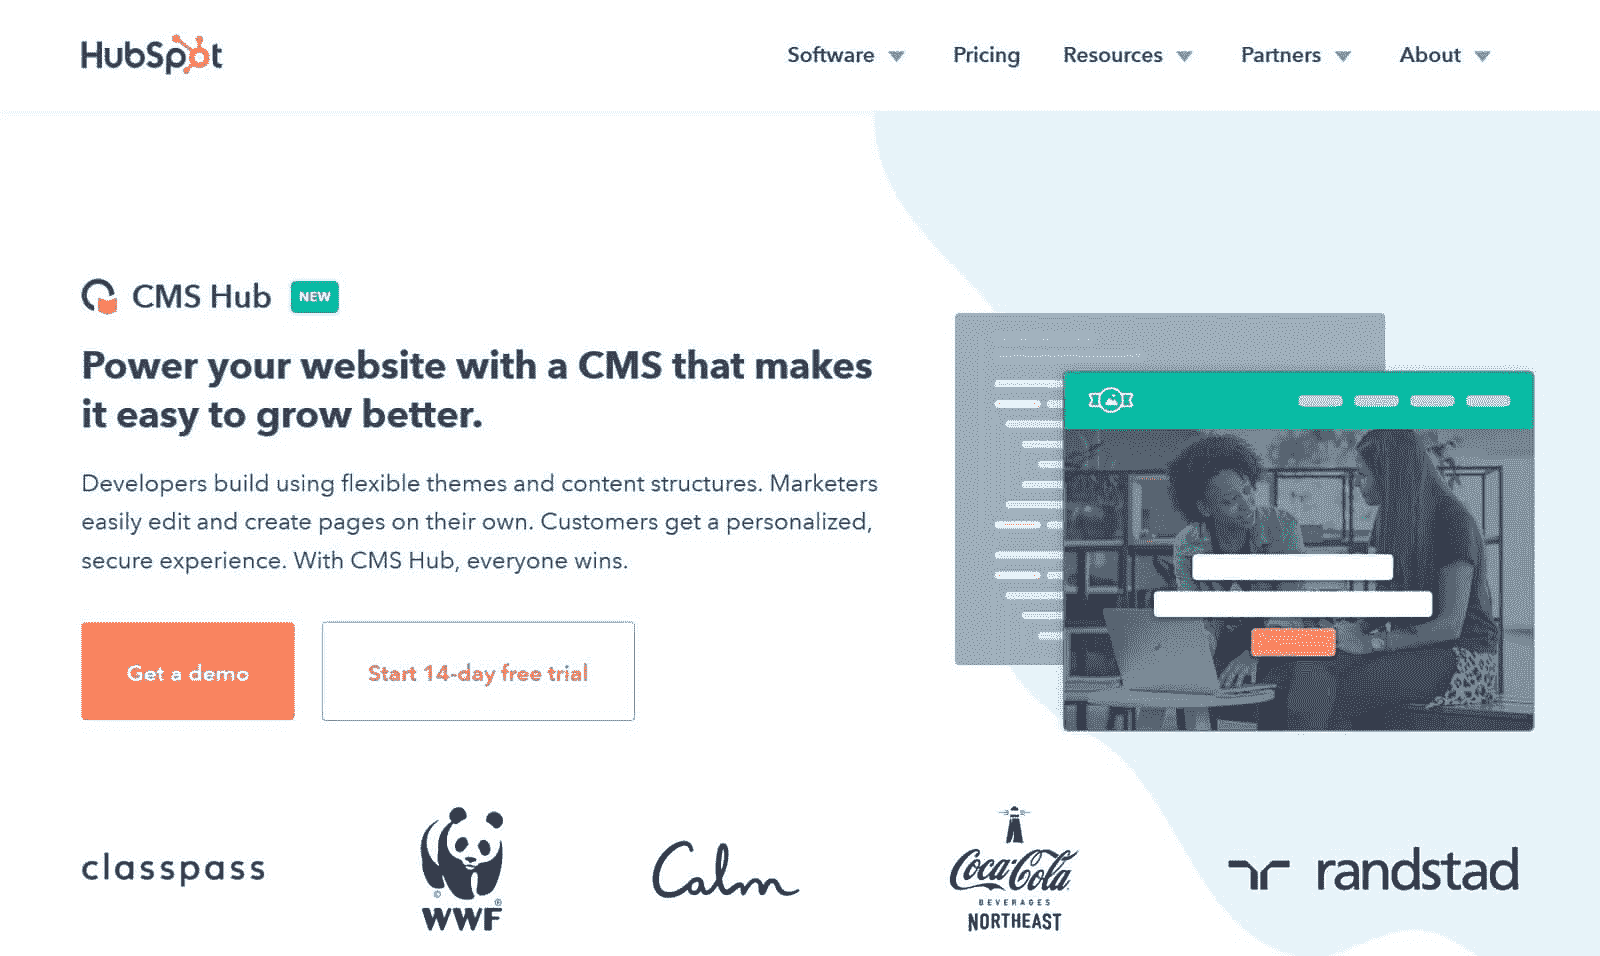 HubSpot
Software
Pricing
Resources
Partners
About
CMS Hub NEW
Power your website with a CMS that makes
it easy to grow better.
Developers build using flexible themes and content structures. Marketers
easily edit and create pages on their own. Customers get a personalized,
secure experience. With CMS Hub, everyone wins.
Get a demo
Start 14-day free trial
classpass
© ®
WWF
Calm
Coca-Cola
BEVERAGES
NORTHEAST
randstad